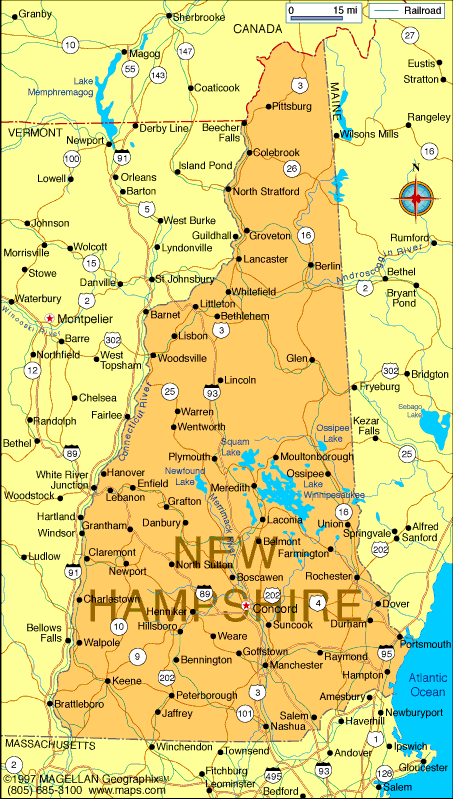 Granby
Sherbrooke
0 15 mi
Railroad
CANADA
10
Magog
147
55
143
27
Lake
Memphremagog
Coaticook
3
Eustis
Stratton
Pittsburg
MAINE
VERMONT
Derby Line
Beecher
Falls
Rangeley
Newport
Wilsons Mills
91
100
Colebrook
16
Island Pond
26
N
Lowell
Orleans
Barton
North Stratford
5
West Burke
Johnson
Guildhall
Groveton
16
Rumford
Morrisville
Wolcott
Lyndonville
15
Lancaster
Berlin
Androscoggin River
Stowe
Danville
St Johnsbury
Bethel
2
2
Bryant
Pond
Waterbury
Whitefield
Winooski River
Montpelier
Barnet
Littleton
Bethlehem
3
Barre
302
Lisbon
Northfield
West
Topsham
Woodsville
Glen
302
Bridgton
12
Lincoln
Fryeburg
93
25
Chelsea
Connecticut River
Warren
Sebago
Lake
Randolph
Fairlee
Wentworth
Kezar
Falls
Ossipee
Lake
Bethel
Squam
Lake
89
Plymouth
Moultonborough
25
White River
Junction
Hanover
Newfound
Lake
Ossipee
Enfield
Meredith
Lake
Winnipesaukee
Woodstock
Lebanon
Grafton
Merrimack River
16
Hartland
Grantham
Danbury
Laconia
Union
Alfred
Windsor
Springvale
Sanford
Belmont
202
NEW
HAMPSHIRE
Ludlow
Claremont
Farmington
Newport
North Sutton
91
Boscawen
Rochester
89
202
Charlestown
Henniker
Concord
4
Dover
10
Hillsboro
Suncook
Durham
Bellows
Falls
Walpole
Weare
Portsmouth
9
Goffstown
Raymond
95
Bennington
Manchester
Hampton
Atlantic
Ocean
Keene
202
3
Peterborough
Amesbury
Brattleboro
Jaffrey
101
Salem
Newburyport
Nashua
Haverhill
MASSACHUSETTS
Winchendon
Townsend
1
Andover
Ipswich
2
Fitchburg
495
93
Gloucester
128
©1997 MAGELLAN Geographix℠
(805) 685-3100 www.maps.com
Leominster
Bedford
Salem